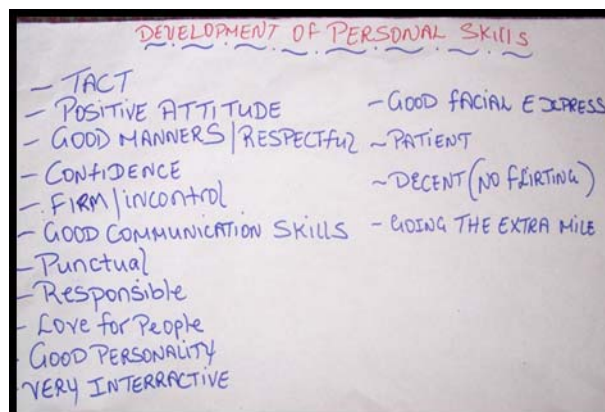 DEVELOPMENT OF PERSONAL SKIllS
- TACT
- POSITIVE ATTITUDE
- GOOD MANNERS/RESPECTFUL
- CONFIDENCE
- FIRM/incontrol
- GOOD COMMUNICATION SKILLS
- Punctual
- Responsible
- Love for People
- GOOD PERSONALITY
- VERY INTERRACTIVE
- GOOD FACIAL EXPRESS
- PATIENT
- DECENT (NO FLIRTING)
- GOING THE EXTRA MILE